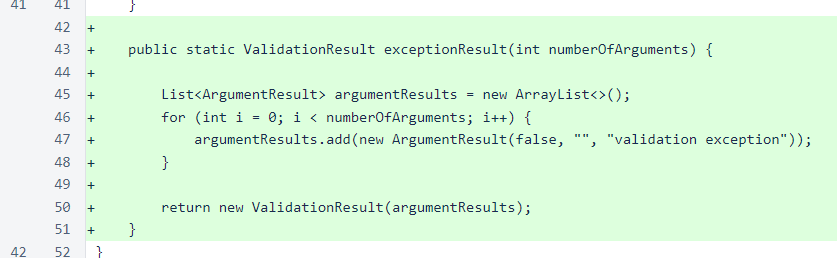 41 41 }
42 +
43 + public static ValidationResult exceptionResult(int numberOfArguments) {
44 +
45 + List<ArgumentResult> argumentResults = new ArrayList<>();
46 + for (int i = 0; i < numberOfArguments; i++) {
47 + argumentResults.add(new ArgumentResult(false, "", "validation exception"));
48 + }
49 +
50 + return new ValidationResult(argumentResults);
51 + }
42 52 }